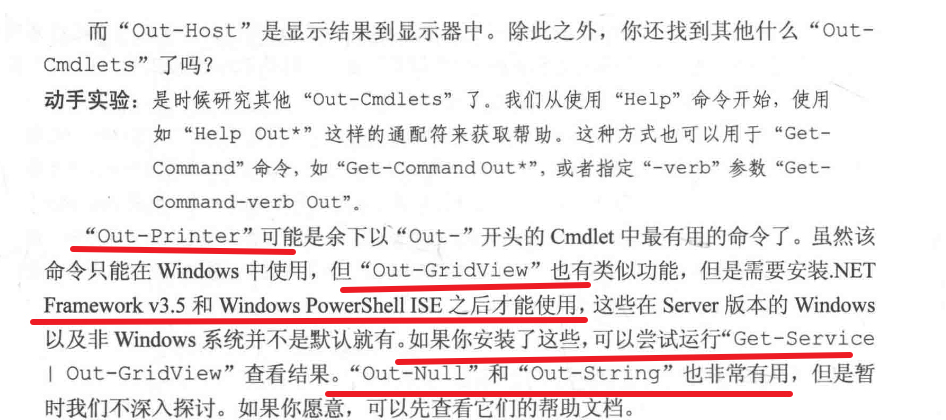 而“Out-Host”是显示结果到显示器中。除此之外，你还找到其他什么“Out-
Cmdlets”了吗？
动手实验：是时候研究其他“Out-Cmdlets”了。我们从使用“Help”命令开始，使用
如“Help Out*”这样的通配符来获取帮助。这种方式也可以用于“Get-
Command”命令，如“Get-Command Out*”，或者指定“-verb”参数“Get-
Command-verb Out”。
“Out-Printer”可能是余下以“Out-”开头的 Cmdlet 中最有用的命令了。虽然该
命令只能在 Windows 中使用，但“Out-GridView”也有类似功能，但是需要安装.NET
Framework v3.5 和 Windows PowerShell ISE 之后才能使用，这些在 Server 版本的 Windows
以及非 Windows 系统并不是默认就有。如果你安装了这些，可以尝试运行“Get-Service
| Out-GridView”查看结果。“Out-Null”和“Out-String”也非常有用，但是暂
时我们不深入探讨。如果你愿意，可以先查看它们的帮助文档。